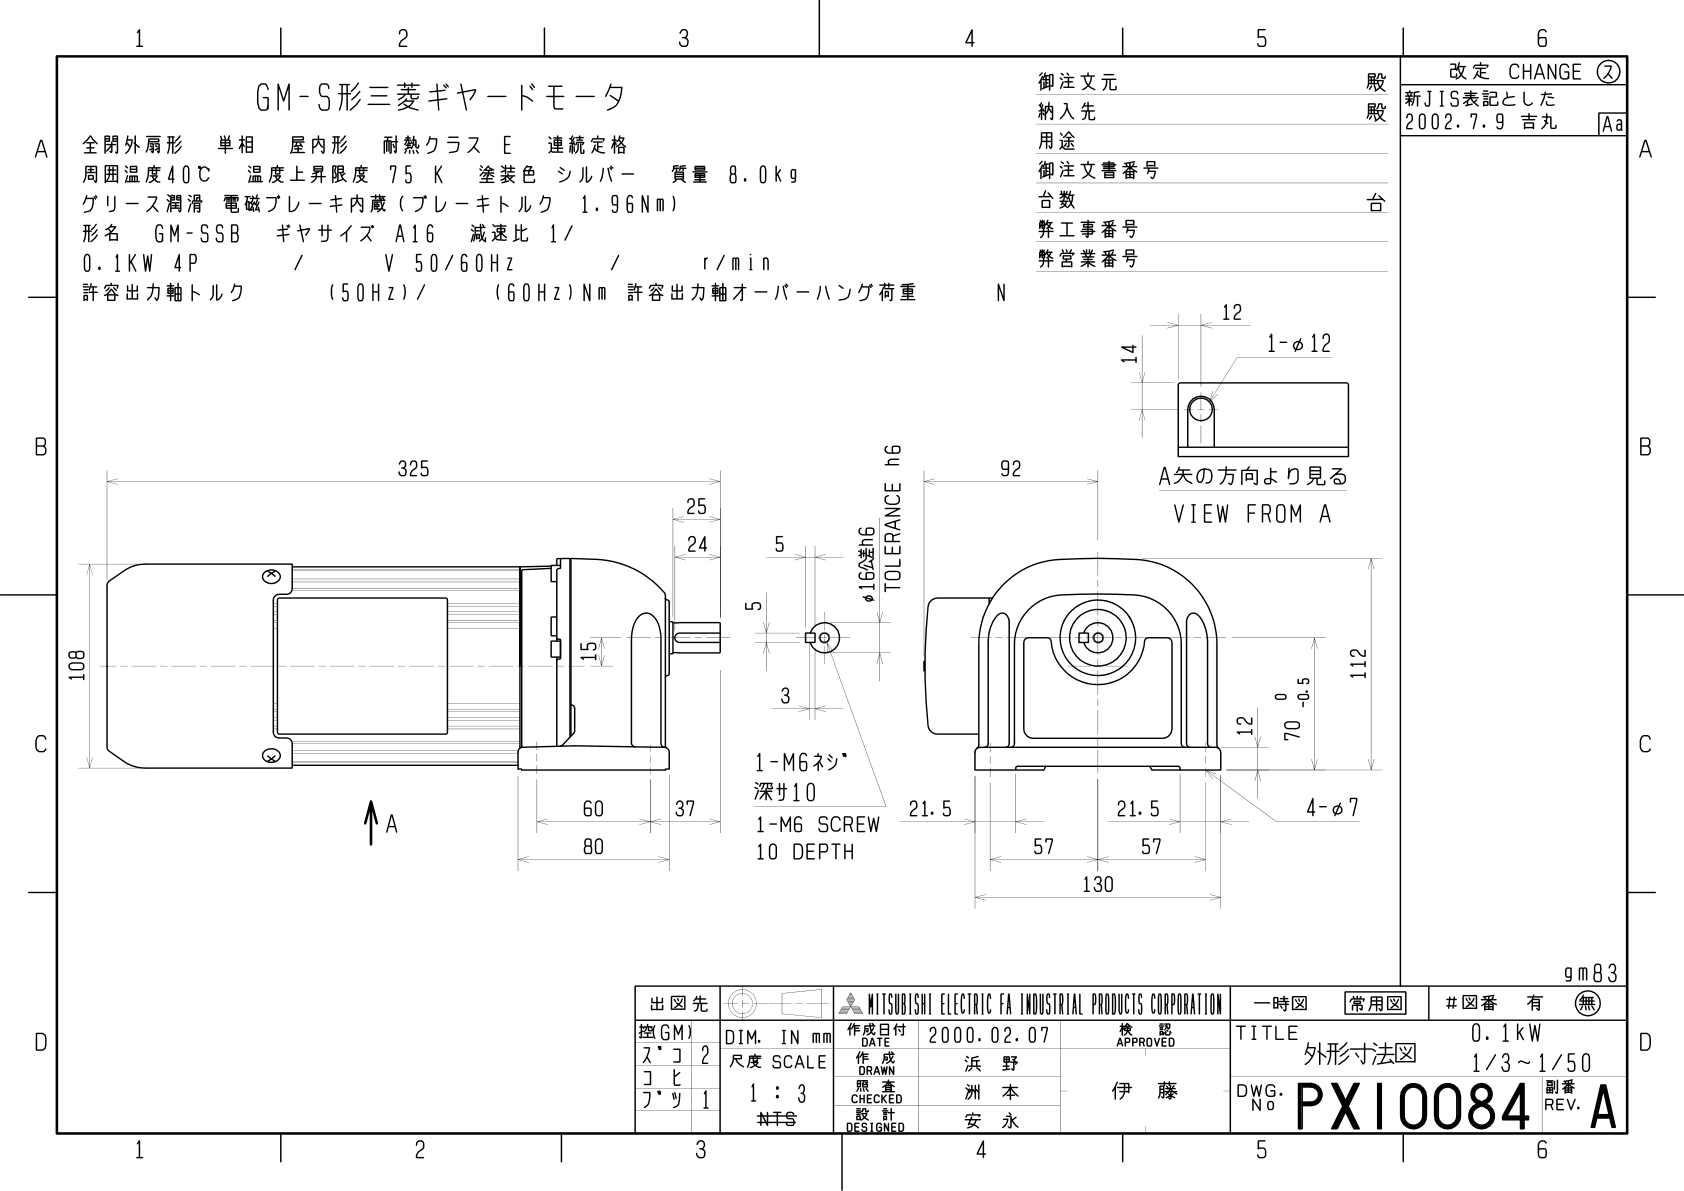 1 2 3 4 5 6
改定 CHANGE ス
新JIS表記とした
2002.7.9 吉丸 Aa
GM-S形三菱ギヤードモータ
全閉外扇形 単相 屋内形 耐熱クラス E 連続定格
周囲温度40℃ 温度上昇限度 75 K 塗装色 シルバー 質量 8.0kg
グリース潤滑 電磁ブレーキ内蔵(ブレーキトルク 1.96Nm)
形名 GM-SSB ギヤサイズ A16 減速比 1/
0.1KW 4P / V 50/60Hz / r/min
許容出力軸トルク (50Hz)/ (60Hz)Nm 許容出力軸オーバーハング荷重 N
御注文元 殿
納入先 殿
用途
御注文書番号
台数 台
弊工事番号
弊営業番号
A A
B B
C C
D D
12
14
1-φ12
A矢の方向より見る
VIEW FROM A
325
25
24
108
15
60
37
80
A
5
5
3
φ16公差h6
TOLERANCE h6
1-M6ネジ
深サ10
1-M6 SCREW
10 DEPTH
92
112
12
70 0 -0.5
21.5
21.5
4-φ7
57
57
130
gm83
出図先
控(GM)
ズコ 2
コヒ
ブツ 1
DIM. IN mm
尺度 SCALE
1 : 3
NTS
MITSUBISHI ELECTRIC FA INDUSTRIAL PRODUCTS CORPORATION
作成日付 DATE 2000.02.07
検認 APPROVED
作成 DRAWN 浜野
照査 CHECKED 洲本
伊藤
設計 DESIGNED 安永
一時図 常用図 #図番 有 無
TITLE
外形寸法図
0.1kW
1/3~1/50
DWG. No PX10084
副番 REV. A
1 2 3 4 5 6